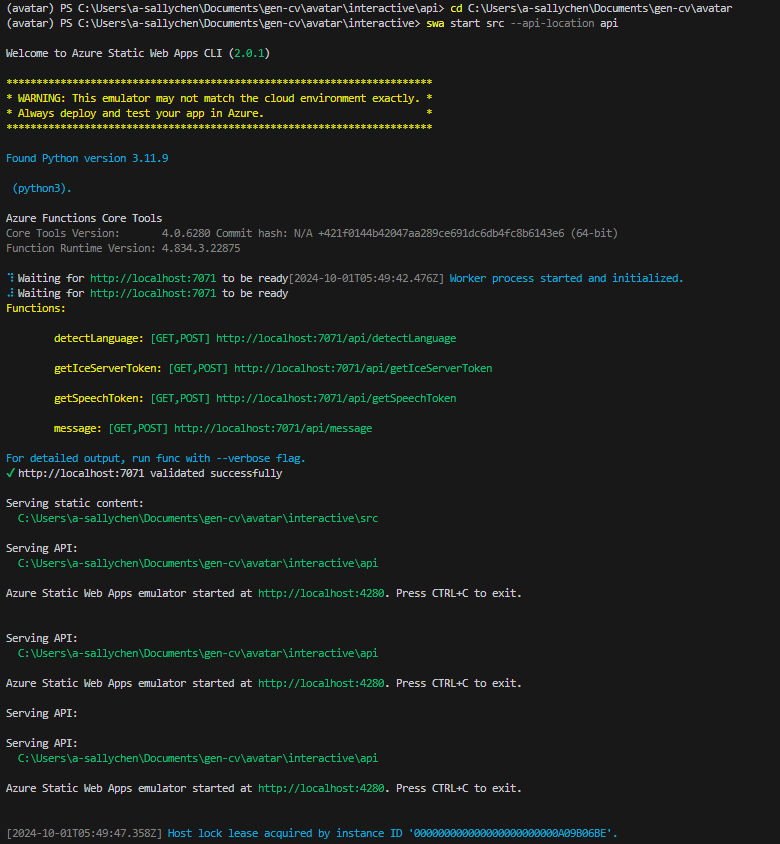 (avatar) PS C:\Users\a-sallychen\Documents\gen-cv\avatar\interactive\api> cd C:\Users\a-sallychen\Documents\gen-cv\avatar
(avatar) PS C:\Users\a-sallychen\Documents\gen-cv\avatar\interactive> swa start src --api-location api
Welcome to Azure Static Web Apps CLI (2.0.1)
***********************************************************************
* WARNING: This emulator may not match the cloud environment exactly. *
* Always deploy and test your app in Azure. *
***********************************************************************
Found Python version 3.11.9
(python3).
Azure Functions Core Tools
Core Tools Version: 4.0.6280 Commit hash: N/A +421f0144b42047aa289ce691dc6db4fc8b6143e6 (64-bit)
Function Runtime Version: 4.834.3.22875
⠹ Waiting for http://localhost:7071 to be ready[2024-10-01T05:49:42.476Z] Worker process started and initialized.
⠼ Waiting for http://localhost:7071 to be ready
Functions:
detectLanguage: [GET,POST] http://localhost:7071/api/detectLanguage
getIceServerToken: [GET,POST] http://localhost:7071/api/getIceServerToken
getSpeechToken: [GET,POST] http://localhost:7071/api/getSpeechToken
message: [GET,POST] http://localhost:7071/api/message
For detailed output, run func with --verbose flag.
✔ http://localhost:7071 validated successfully
Serving static content:
C:\Users\a-sallychen\Documents\gen-cv\avatar\interactive\src
Serving API:
C:\Users\a-sallychen\Documents\gen-cv\avatar\interactive\api
Azure Static Web Apps emulator started at http://localhost:4280. Press CTRL+C to exit.
Serving API:
C:\Users\a-sallychen\Documents\gen-cv\avatar\interactive\api
Azure Static Web Apps emulator started at http://localhost:4280. Press CTRL+C to exit.
Serving API:
Serving API:
C:\Users\a-sallychen\Documents\gen-cv\avatar\interactive\api
Azure Static Web Apps emulator started at http://localhost:4280. Press CTRL+C to exit.
[2024-10-01T05:49:47.358Z] Host lock lease acquired by instance ID '000000000000000000000000A09B06BE'.